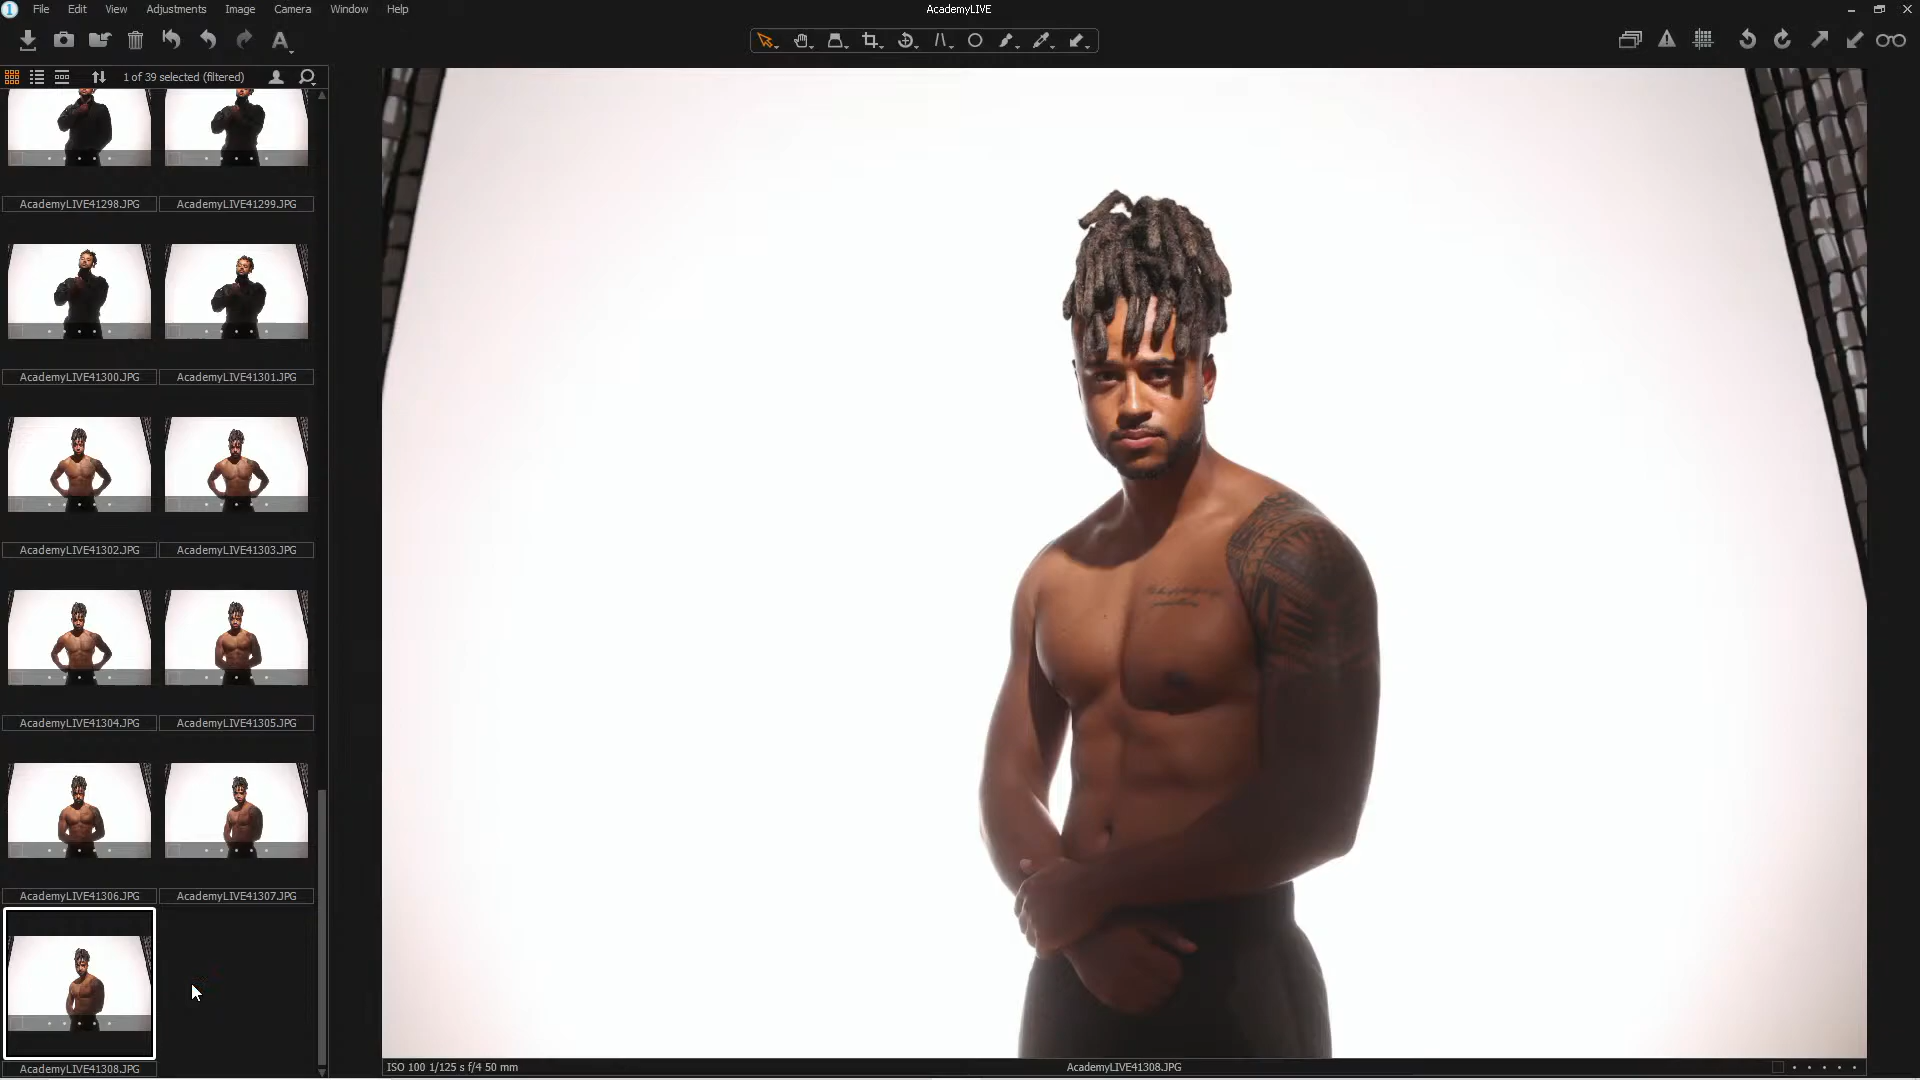 File Edit View Adjustments Image Camera Window Help
AcademyLIVE
1 of 39 selected (filtered)
AcademyLIVE41298.JPG AcademyLIVE41299.JPG
AcademyLIVE41300.JPG AcademyLIVE41301.JPG
AcademyLIVE41302.JPG AcademyLIVE41303.JPG
AcademyLIVE41304.JPG AcademyLIVE41305.JPG
AcademyLIVE41306.JPG AcademyLIVE41307.JPG
AcademyLIVE41308.JPG
ISO 100 1/125 s f/4 50 mm
AcademyLIVE41308.JPG